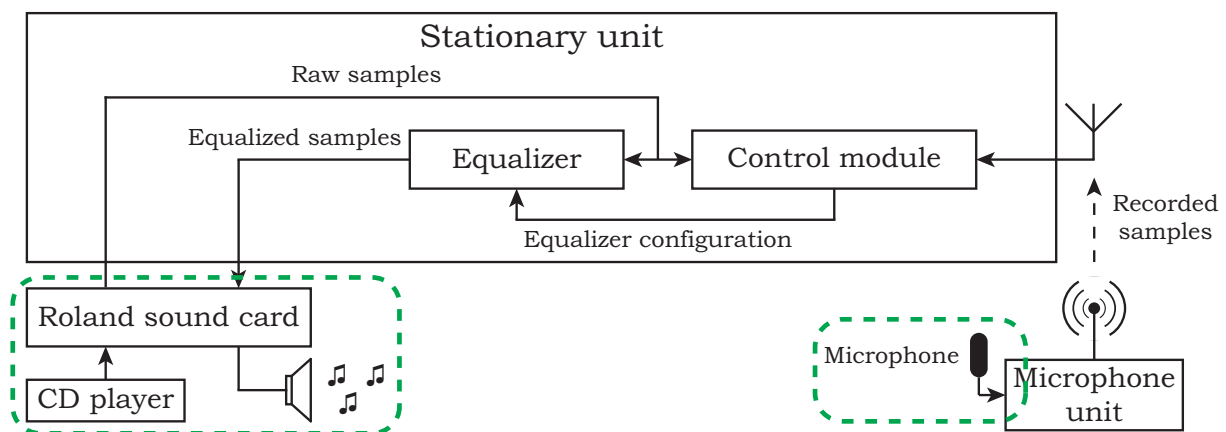 Stationary unit
Raw samples
Equalized samples
Equalizer
Control module
Equalizer configuration
Recorded
samples
Roland sound card
CD player
Microphone
Microphone
unit